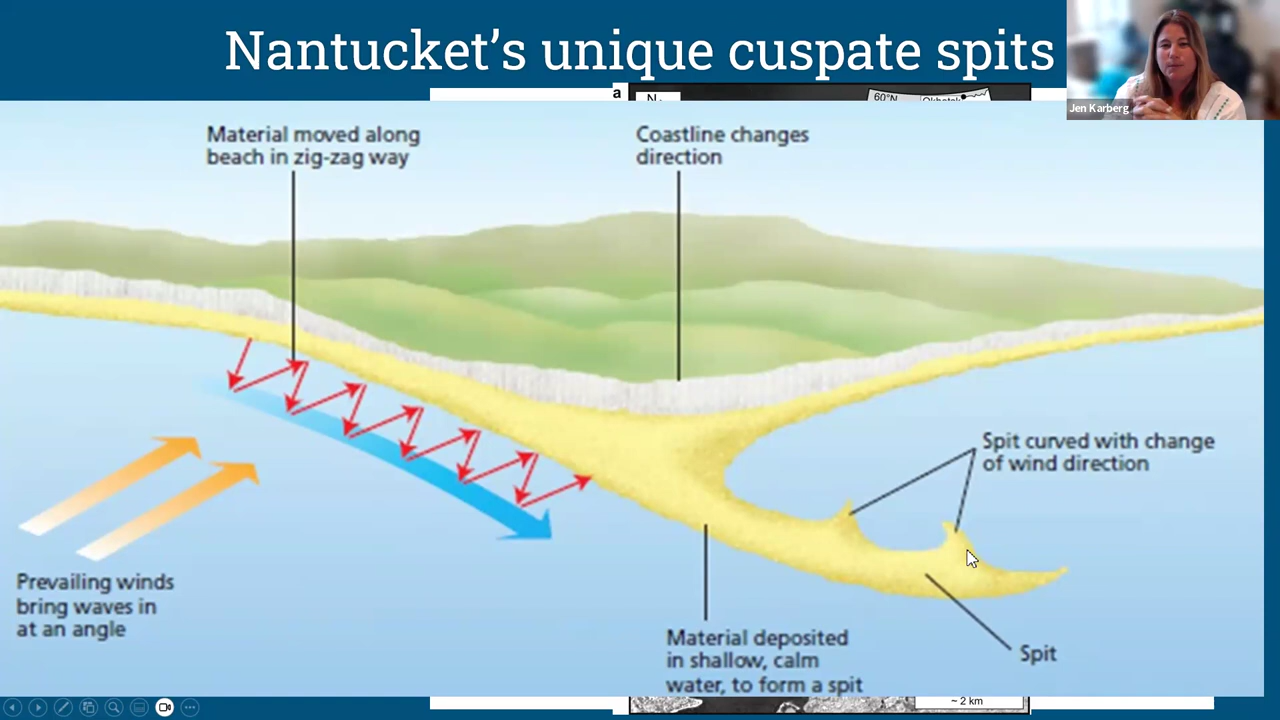 Nantucket’s unique cuspate spits
Jen Karberg
a
N
60°N
Material moved along
beach in zig-zag way
Coastline changes
direction
Spit curved with change
of wind direction
Prevailing winds
bring waves in
at an angle
Material deposited
in shallow, calm
water, to form a spit
Spit
~ 2 km